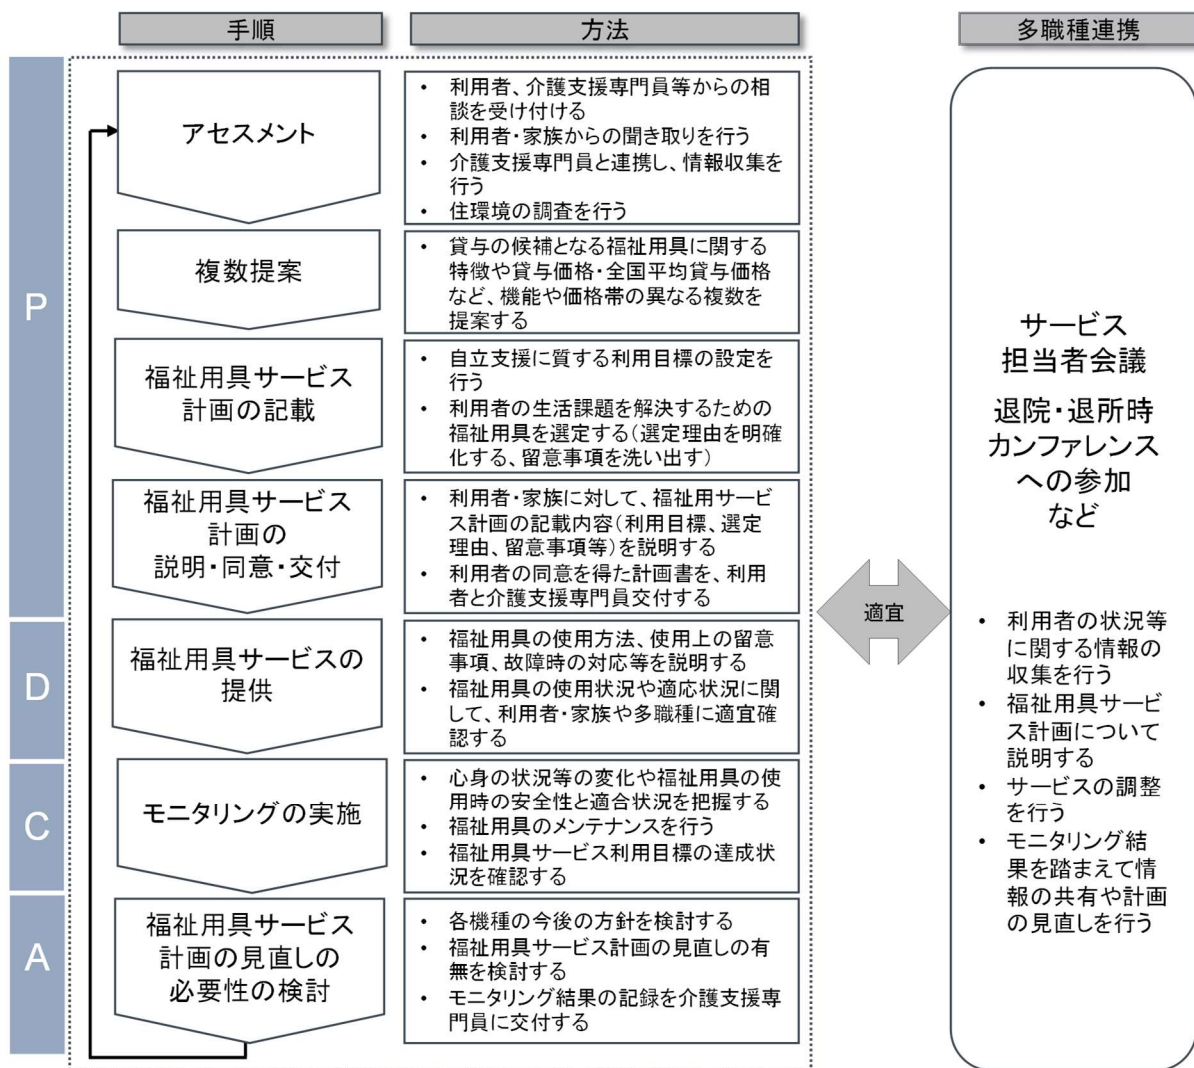 手順
方法
多職種連携
P
アセスメント
• 利用者、介護支援専門員等からの相
談を受け付ける
• 利用者・家族からの聞き取りを行う
• 介護支援専門員と連携し、情報収集を
行う
• 住環境の調査を行う
複数提案
• 貸与の候補となる福祉用具に関する
特徴や貸与価格・全国平均貸与価格
など、機能や価格帯の異なる複数を
提案する
福祉用具サービス
計画の記載
• 自立支援に質する利用目標の設定を
行う
• 利用者の生活課題を解決するための
福祉用具を選定する(選定理由を明確
化する、留意事項を洗い出す)
福祉用具サービス
計画の
説明・同意・交付
• 利用者・家族に対して、福祉用サービ
ス計画の記載内容(利用目標、選定
理由、留意事項等)を説明する
• 利用者の同意を得た計画書を、利用
者と介護支援専門員交付する
D
福祉用具サービスの
提供
• 福祉用具の使用方法、使用上の留意
事項、故障時の対応等を説明する
• 福祉用具の使用状況や適応状況に関
して、利用者・家族や多職種に適宜確
認する
C
モニタリングの実施
• 心身の状況等の変化や福祉用具の使
用時の安全性と適合状況を把握する
• 福祉用具のメンテナンスを行う
• 福祉用具サービス利用目標の達成状
況を確認する
A
福祉用具サービス
計画の見直しの
必要性の検討
• 各機種の今後の方針を検討する
• 福祉用具サービス計画の見直しの有
無を検討する
• モニタリング結果の記録を介護支援専
門員に交付する
適宜
サービス
担当者会議
退院・退所時
カンファレンス
への参加
など
• 利用者の状況等
に関する情報の
収集を行う
• 福祉用具サービ
ス計画について
説明する
• サービスの調整
を行う
• モニタリング結
果を踏まえて情
報の共有や計画
の見直しを行う